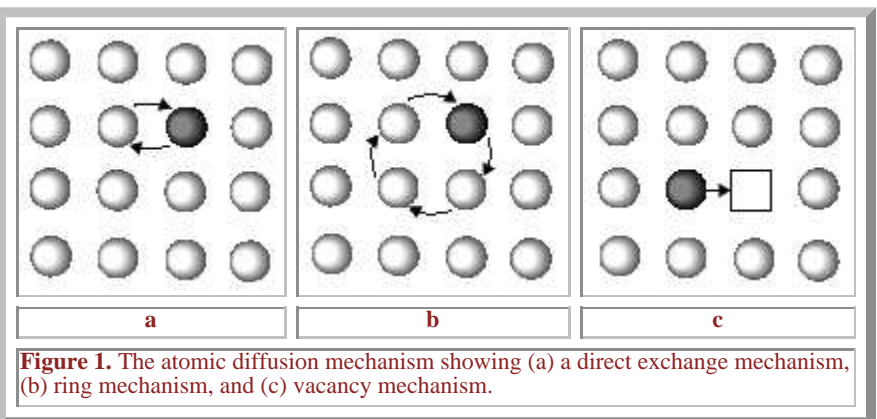 a
b
c
Figure 1. The atomic diffusion mechanism showing (a) a direct exchange mechanism,
(b) ring mechanism, and (c) vacancy mechanism.